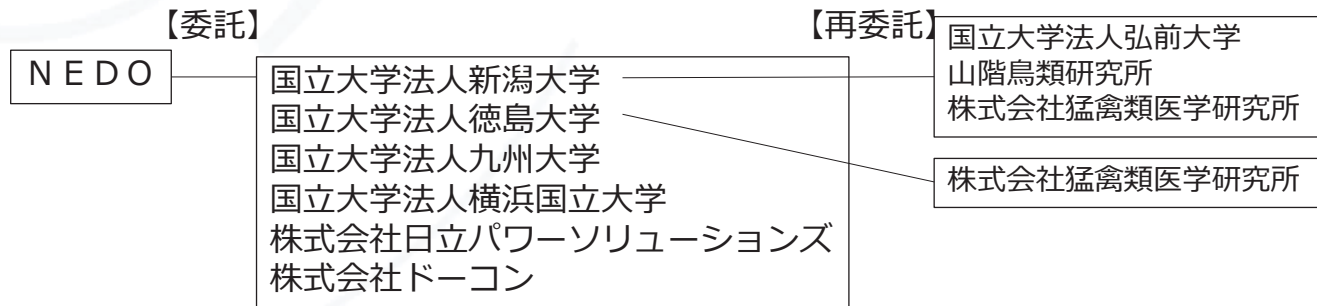 【委託】
【再委託】
ＮＥＤＯ
国立大学法人新潟大学
国立大学法人徳島大学
国立大学法人九州大学
国立大学法人横浜国立大学
株式会社日立パワーソリューションズ
株式会社ドーコン
国立大学法人弘前大学
山階鳥類研究所
株式会社猛禽類医学研究所
株式会社猛禽類医学研究所